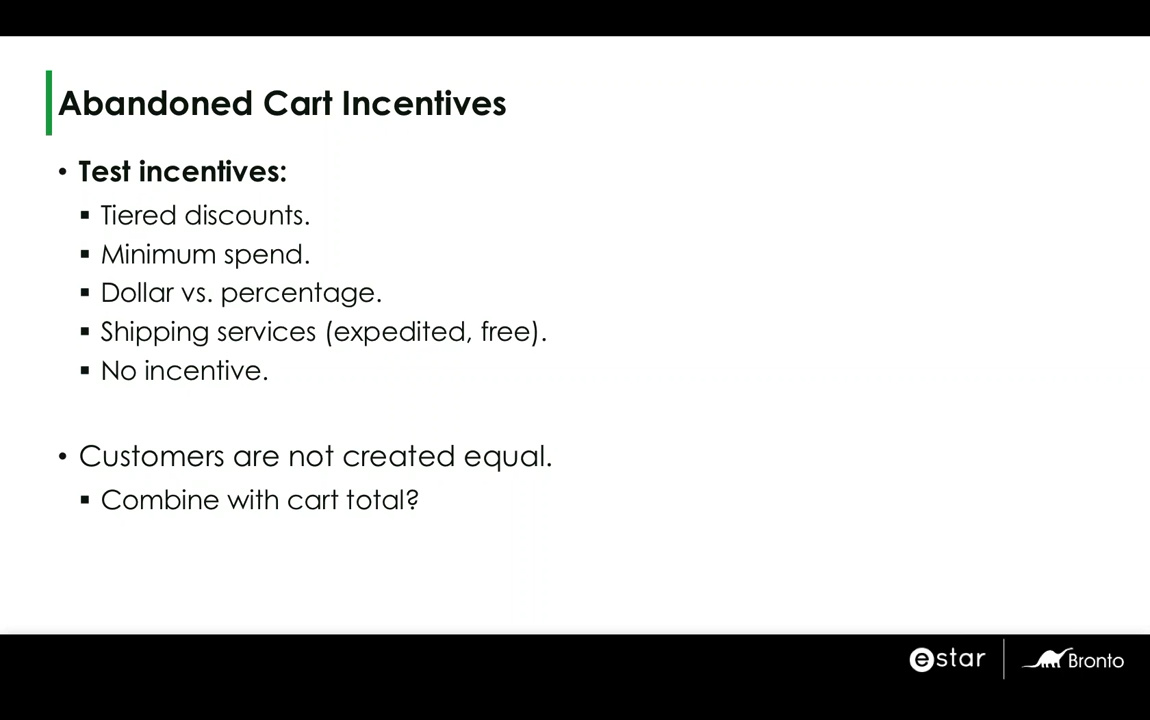 Abandoned Cart Incentives
• Test incentives:
▪ Tiered discounts.
▪ Minimum spend.
▪ Dollar vs. percentage.
▪ Shipping services (expedited, free).
▪ No incentive.
• Customers are not created equal.
▪ Combine with cart total?
estar | Bronto